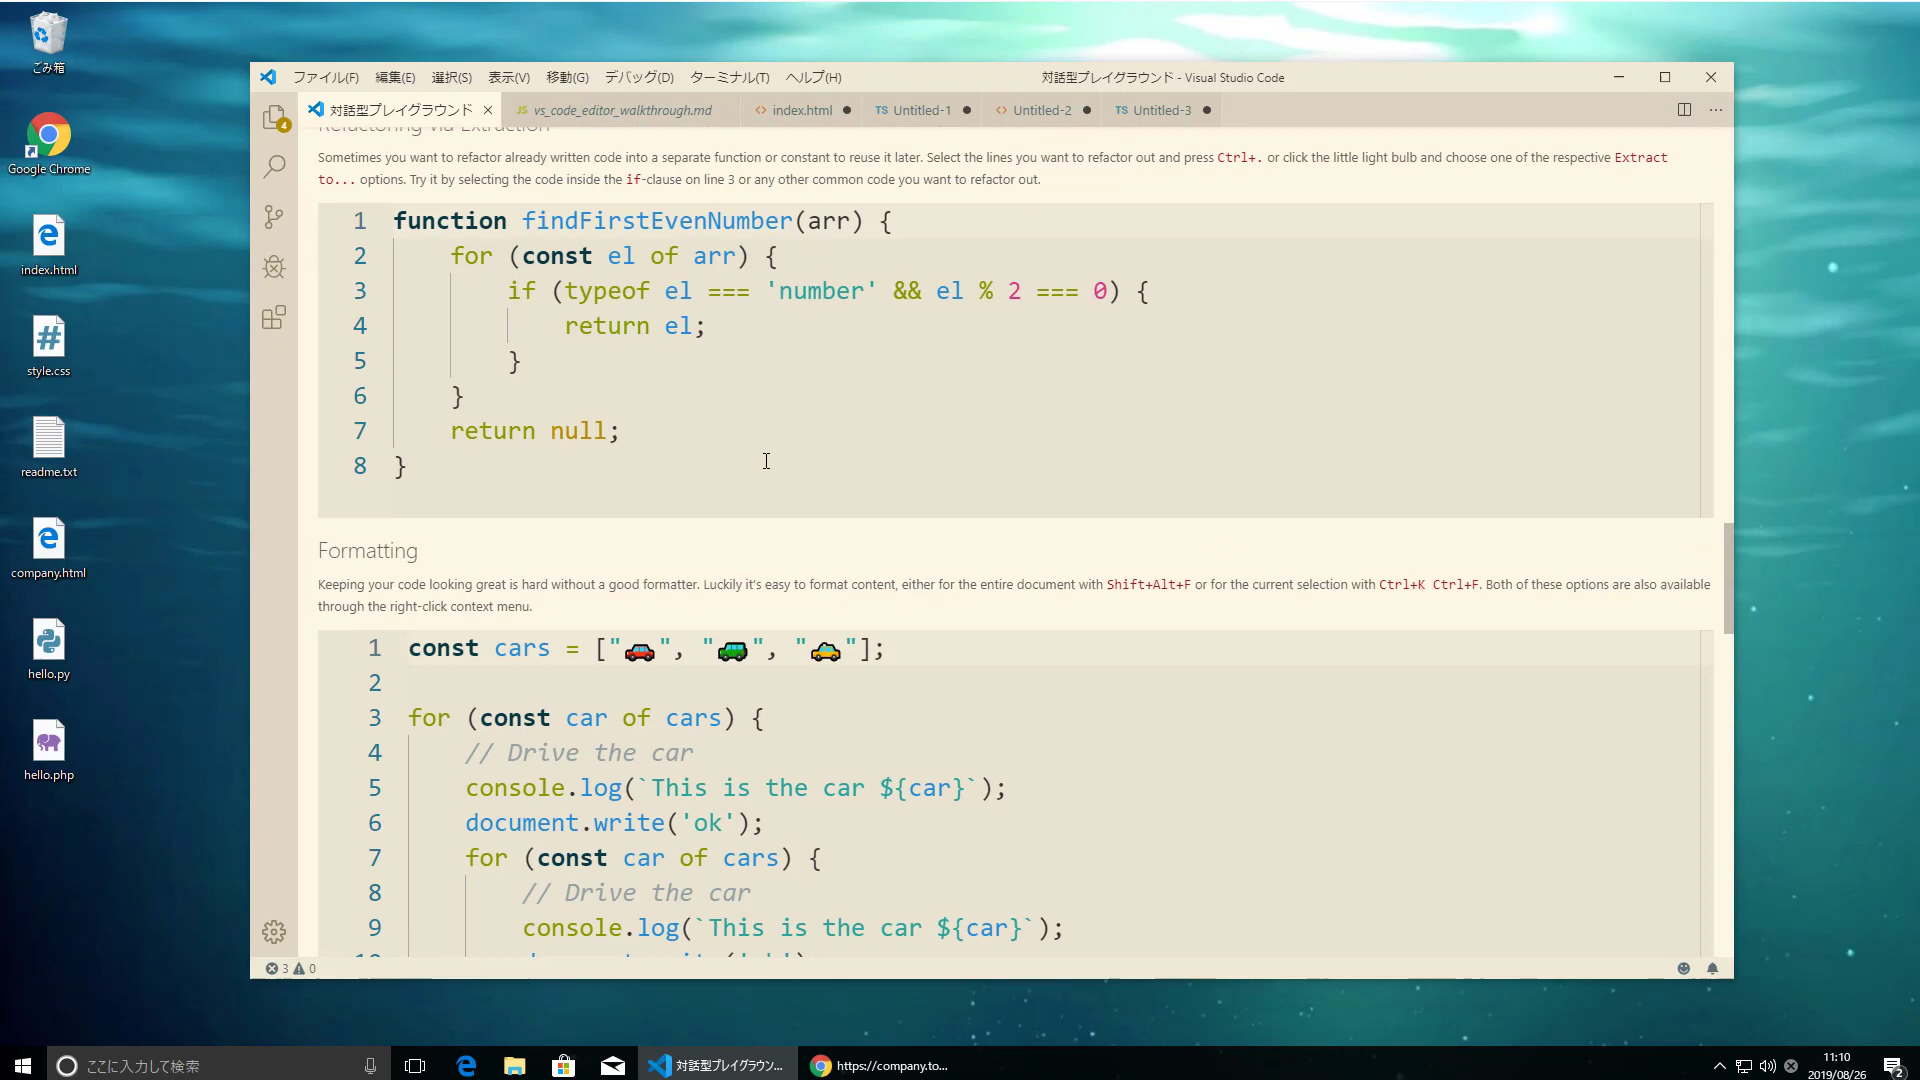 ごみ箱
Google Chrome
index.html
style.css
readme.txt
company.html
hello.py
hello.php
ファイル(F) 編集(E) 選択(S) 表示(V) 移動(G) デバッグ(D) ターミナル(T) ヘルプ(H)
対話型プレイグラウンド - Visual Studio Code
対話型プレイグラウンド
JS vs_code_editor_walkthrough.md
<> index.html
TS Untitled-1
<> Untitled-2
TS Untitled-3
4
Refactoring via Extraction
Sometimes you want to refactor already written code into a separate function or constant to reuse it later. Select the lines you want to refactor out and press Ctrl+. or click the little light bulb and choose one of the respective Extract
to... options. Try it by selecting the code inside the if-clause on line 3 or any other common code you want to refactor out.
1 function findFirstEvenNumber(arr) {
2 for (const el of arr) {
3 if (typeof el === 'number' && el % 2 === 0) {
4 return el;
5 }
6 }
7 return null;
8 }
Formatting
Keeping your code looking great is hard without a good formatter. Luckily it's easy to format content, either for the entire document with Shift+Alt+F or for the current selection with Ctrl+K Ctrl+F. Both of these options are also available
through the right-click context menu.
1 const cars = ["🚗", "🚙", "🚕"];
2
3 for (const car of cars) {
4 // Drive the car
5 console.log(`This is the car ${car}`);
6 document.write('ok');
7 for (const car of cars) {
8 // Drive the car
9 console.log(`This is the car ${car}`);
3 0
ここに入力して検索
対話型プレイグラウン...
https://company.to...
11:10
2019/08/26
2